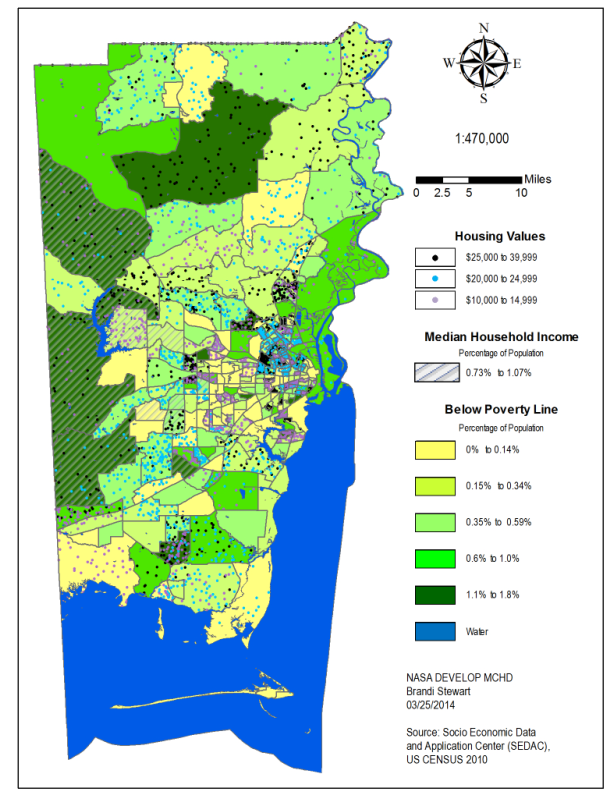 N
W E
S
1:470,000
Miles
0 2.5 5 10
Housing Values
$25,000 to 39,999
$20,000 to 24,999
$10,000 to 14,999
Median Household Income
Percentage of Population
0.73% to 1.07%
Below Poverty Line
Percentage of Population
0% to 0.14%
0.15% to 0.34%
0.35% to 0.59%
0.6% to 1.0%
1.1% to 1.8%
Water
NASA DEVELOP MCHD
Brandi Stewart
03/25/2014
Source: Socio Economic Data
and Application Center (SEDAC),
US CENSUS 2010